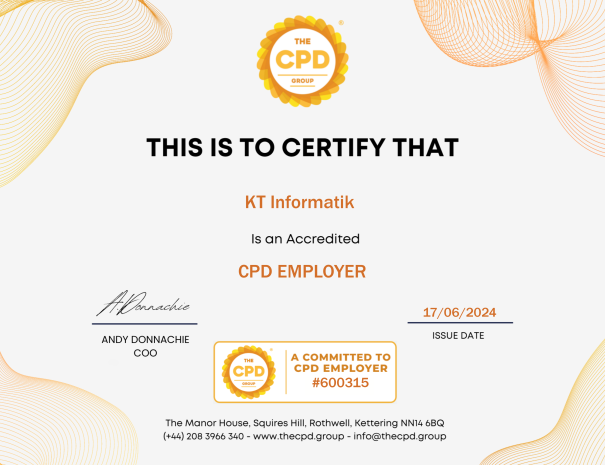 ®
THE
CPD
GROUP
THIS IS TO CERTIFY THAT
KT Informatik
Is an Accredited
CPD EMPLOYER
A.Donnachie
17/06/2024
ANDY DONNACHIE
COO
ISSUE DATE
®
THE
CPD
GROUP
A COMMITTED TO
CPD EMPLOYER
#600315
The Manor House, Squires Hill, Rothwell, Kettering NN14 6BQ
(+44) 208 3966 340 - www.thecpd.group - info@thecpd.group